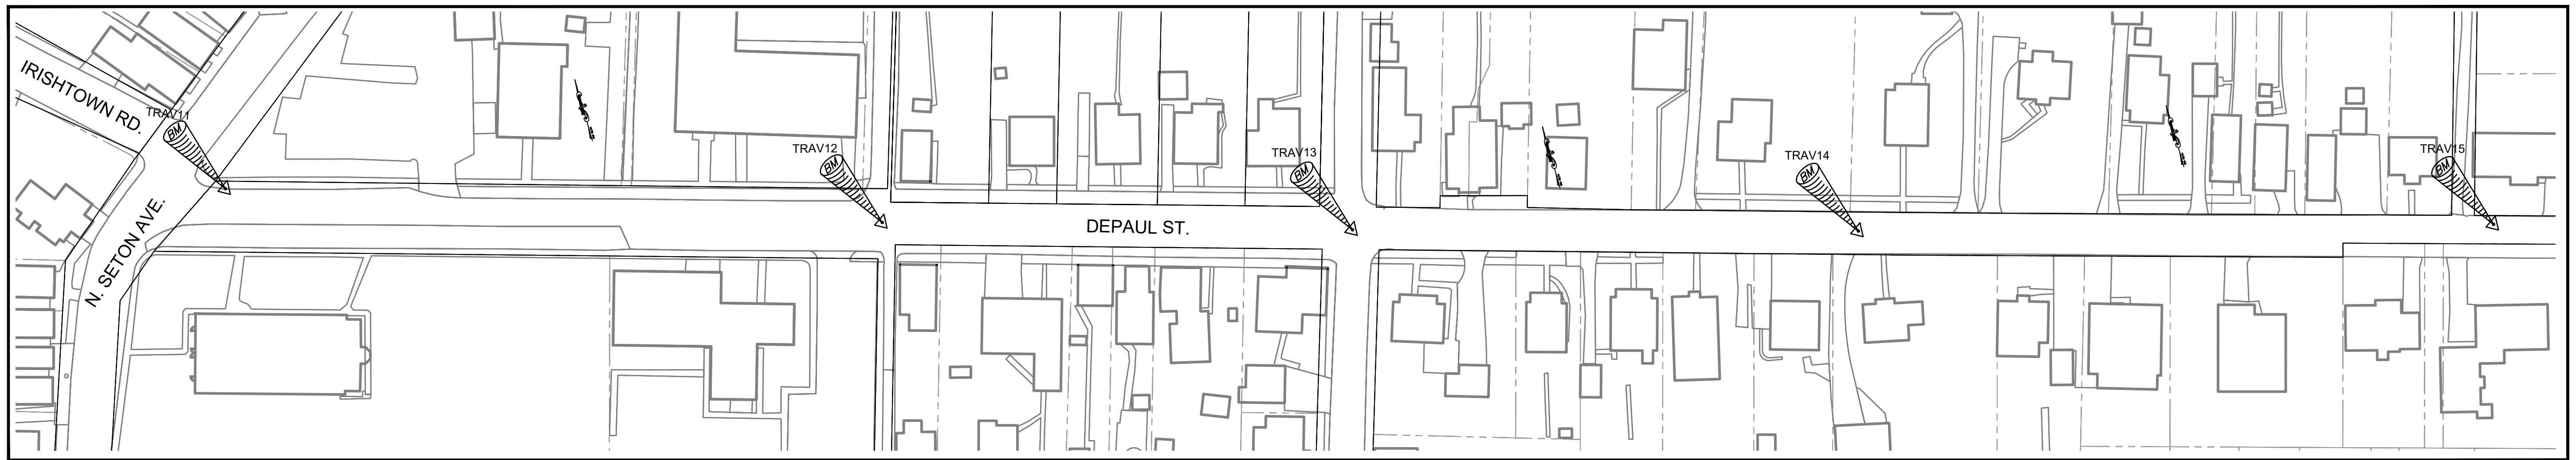 IRISHTOWN RD.
TRAV11
BM
N. SETON AVE.
TRAV12
BM
DEPAUL ST.
TRAV13
BM
TRAV14
BM
TRAV15
BM